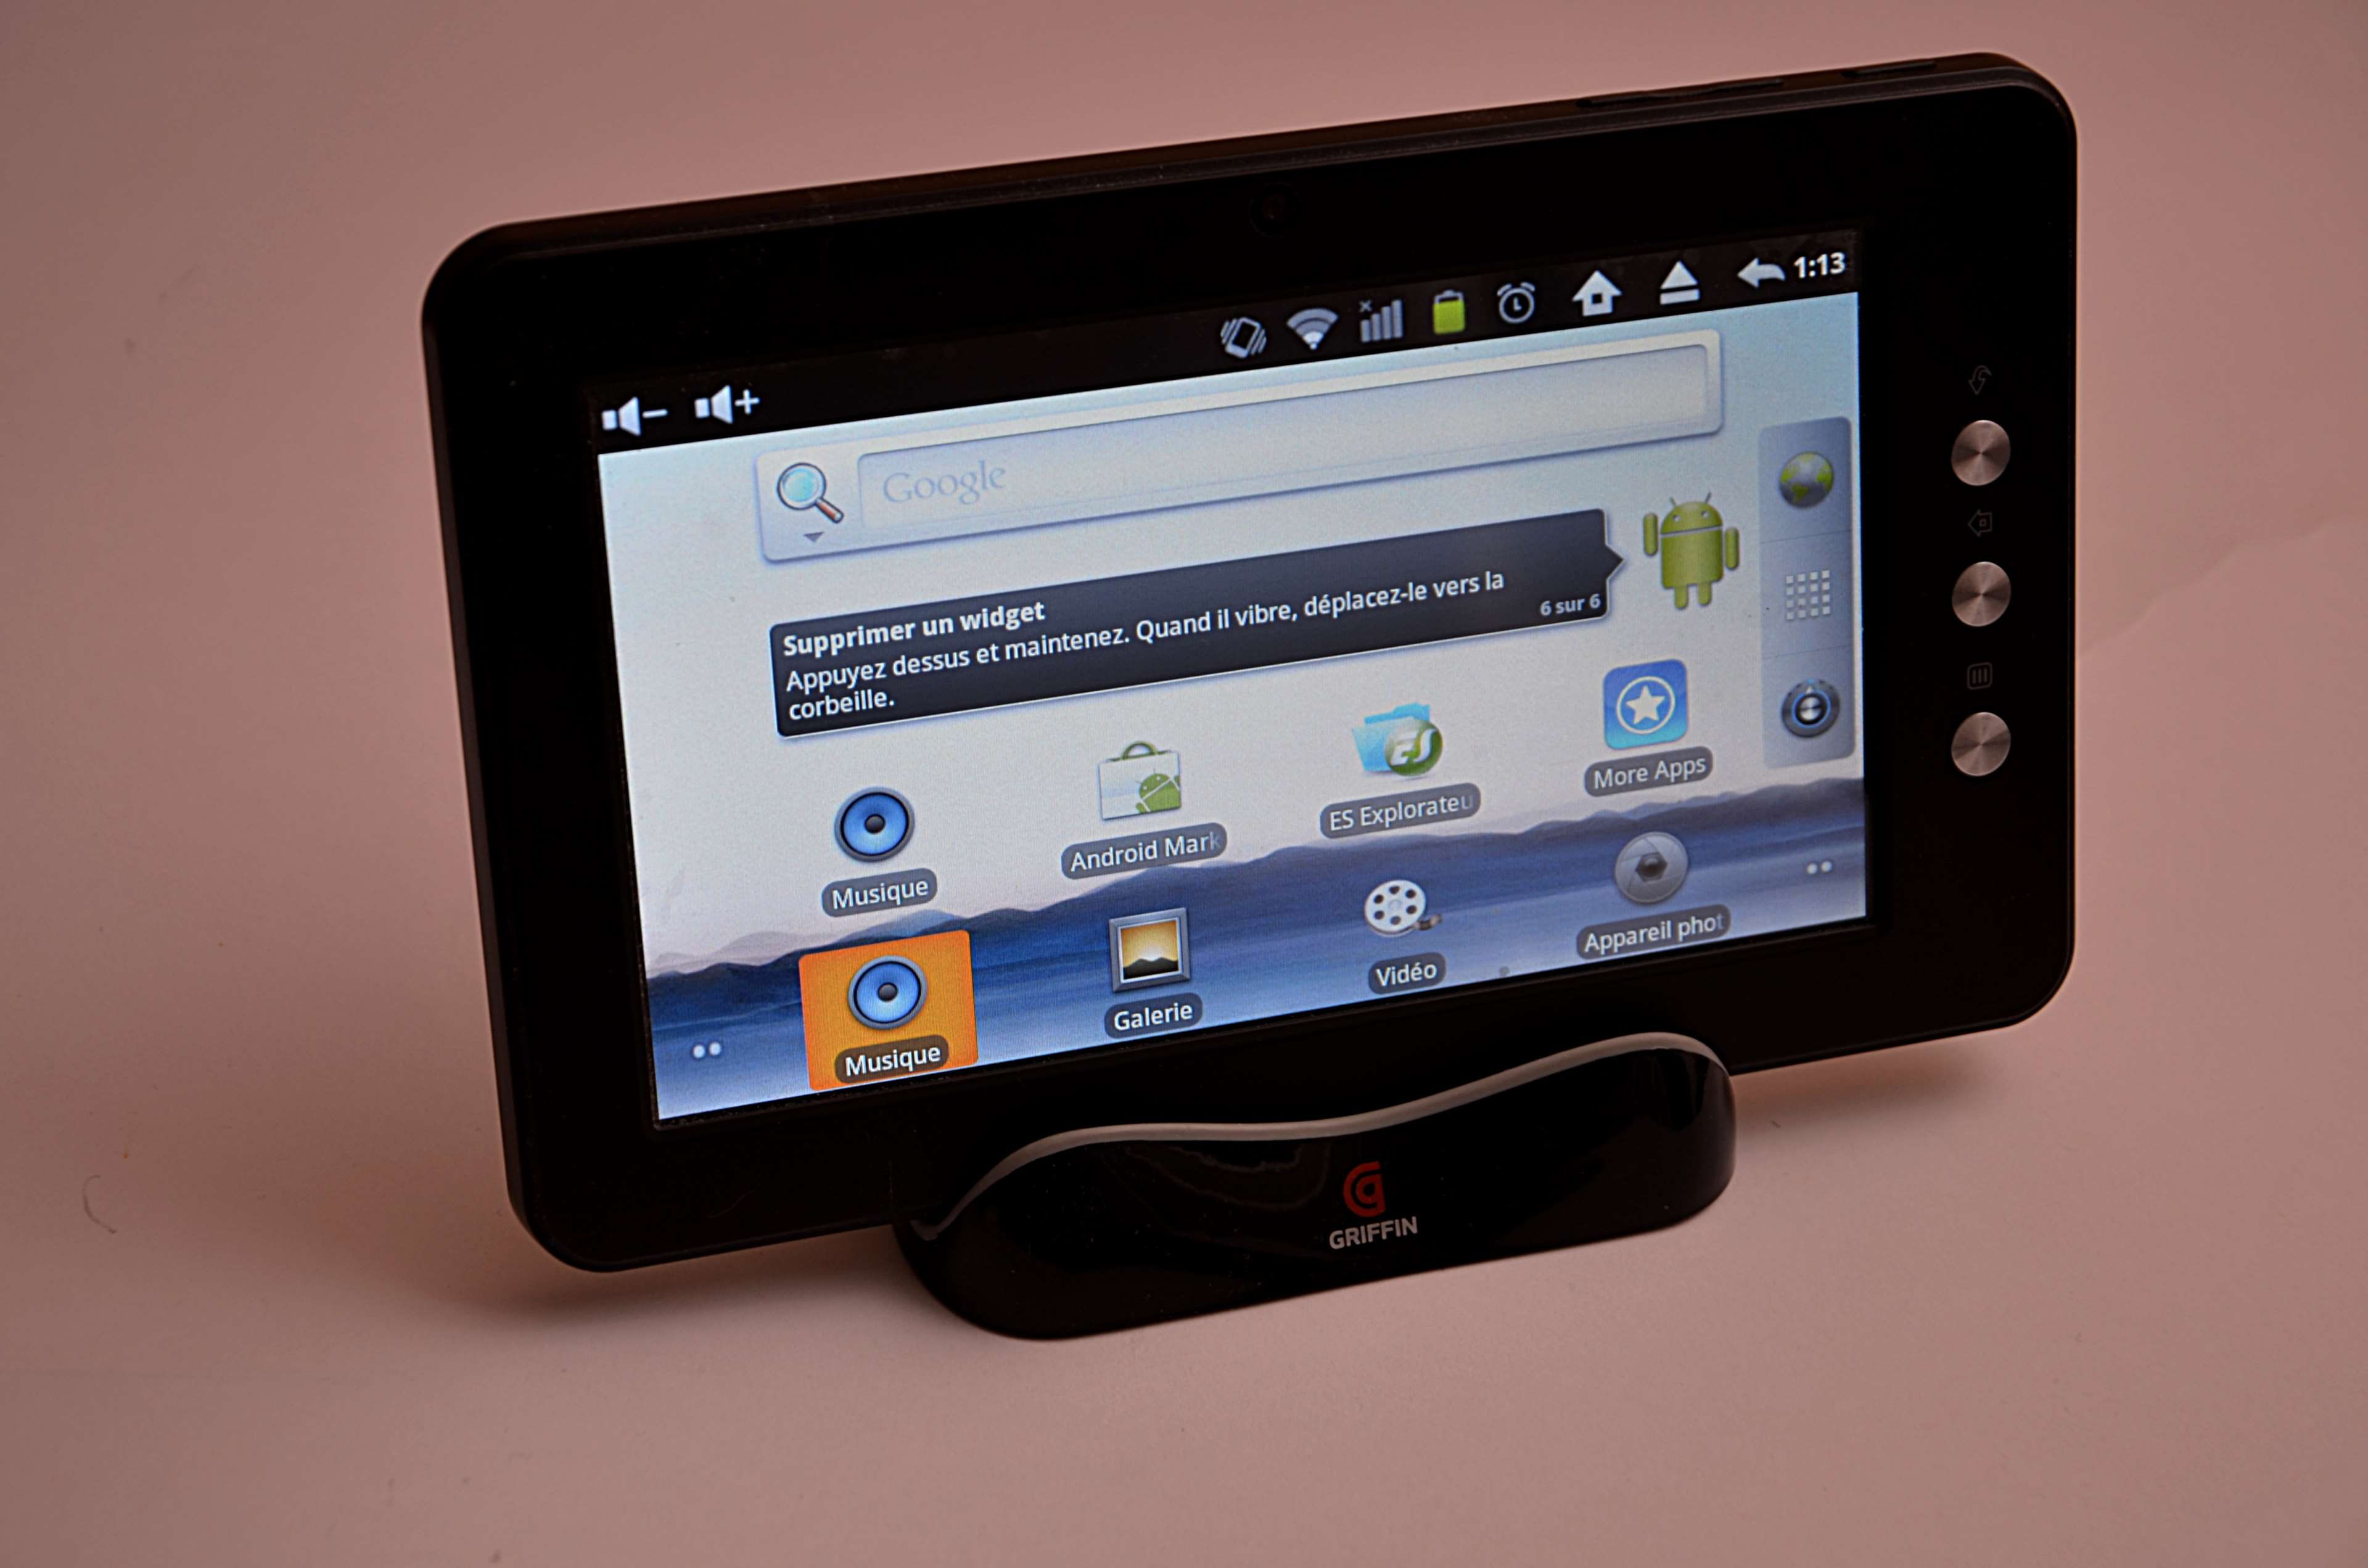 1:13
Google
Supprimer un widget
Appuyez dessus et maintenez. Quand il vibre, déplacez-le vers la
corbeille.
6 sur 6
Musique
Android Mark
ES Explorateu
More Apps
Musique
Galerie
Vidéo
Appareil phot
GRIFFIN